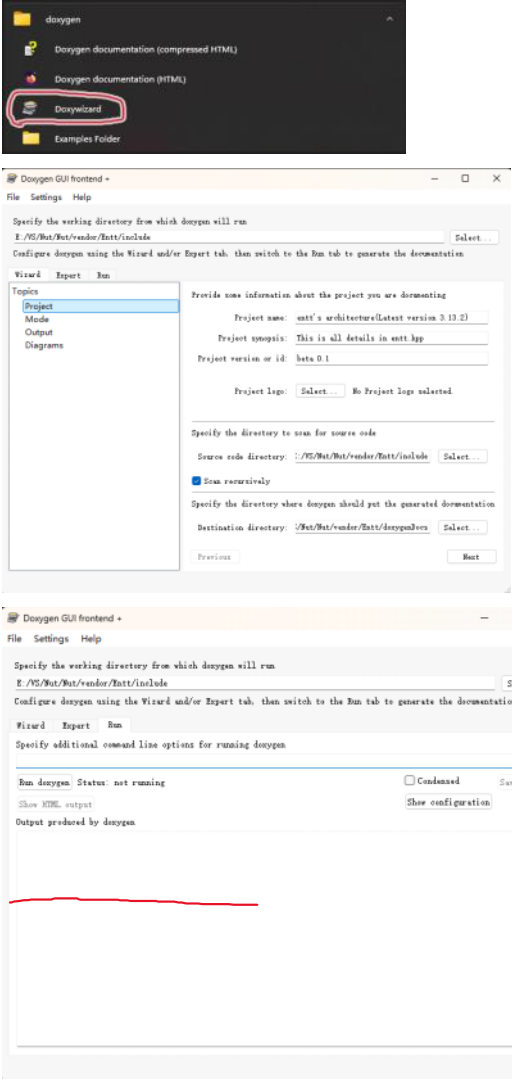 doxygen
Doxygen documentation (compressed HTML)
Doxygen documentation (HTML)
Doxywizard
Examples Folder
Doxygen GUI frontend +
File Settings Help
Specify the working directory from which doxygen will run
E:/VS/Nut/Nut/vendor/Entt/include Select...
Configure doxygen using the Wizard and/or Expert tab, then switch to the Run tab to generate the documentation
Wizard Expert Run
Topics
Project
Mode
Output
Diagrams
Provide some information about the project you are documenting
Project name: entt's architecture(Latest version 3.13.2)
Project synopsis: This is all details in entt.hpp
Project version or id: beta 0.1
Project logo: Select... No Project logo selected.
Specify the directory to scan for source code
Source code directory: :/VS/Nut/Nut/vendor/Entt/include Select...
Scan recursively
Specify the directory where doxygen should put the generated documentation
Destination directory: /Nut/Nut/vendor/Entt/doxygenDocs Select...
Previous Next
Doxygen GUI frontend +
File Settings Help
Specify the working directory from which doxygen will run
E:/VS/Nut/Nut/vendor/Entt/include S
Configure doxygen using the Wizard and/or Expert tab, then switch to the Run tab to generate the documentatio
Wizard Expert Run
Specify additional command line options for running doxygen
Run doxygen Status: not running Condensed
Show HTML output Show configuration
Output produced by doxygen